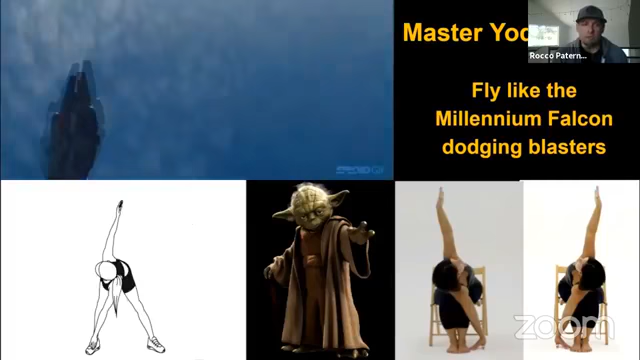 Master Yo
Rocco Patern...
Fly like the
Millennium Falcon
dodging blasters
zoom